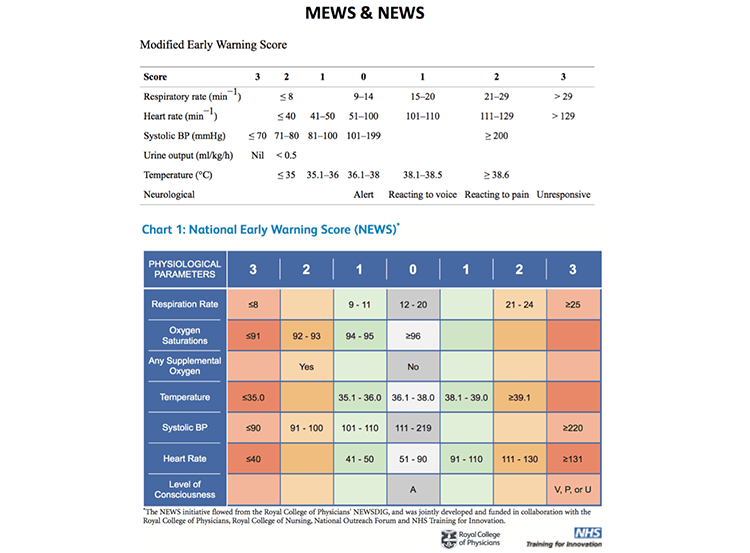 MEWS & NEWS
Modified Early Warning Score
Score 3 2 1 0 1 2 3
Respiratory rate (min−1) ≤ 8 9–14 15–20 21–29 > 29
Heart rate (min−1) ≤ 40 41–50 51–100 101–110 111–129 > 129
Systolic BP (mmHg) ≤ 70 71–80 81–100 101–199 ≥ 200
Urine output (ml/kg/h) Nil < 0.5
Temperature (°C) ≤ 35 35.1–36 36.1–38 38.1–38.5 ≥ 38.6
Neurological Alert Reacting to voice Reacting to pain Unresponsive
Chart 1: National Early Warning Score (NEWS)*
PHYSIOLOGICAL
PARAMETERS 3 2 1 0 1 2 3
Respiration Rate ≤8 9 - 11 12 - 20 21 - 24 ≥25
Oxygen
Saturations ≤91 92 - 93 94 - 95 ≥96
Any Supplemental
Oxygen Yes No
Temperature ≤35.0 35.1 - 36.0 36.1 - 38.0 38.1 - 39.0 ≥39.1
Systolic BP ≤90 91 - 100 101 - 110 111 - 219 ≥220
Heart Rate ≤40 41 - 50 51 - 90 91 - 110 111 - 130 ≥131
Level of
Consciousness A V, P, or U
*The NEWS initiative flowed from the Royal College of Physicians' NEWSDIG, and was jointly developed and funded in collaboration with the
Royal College of Physicians, Royal College of Nursing, National Outreach Forum and NHS Training for Innovation.
Royal College
of Physicians
NHS
Training for Innovation